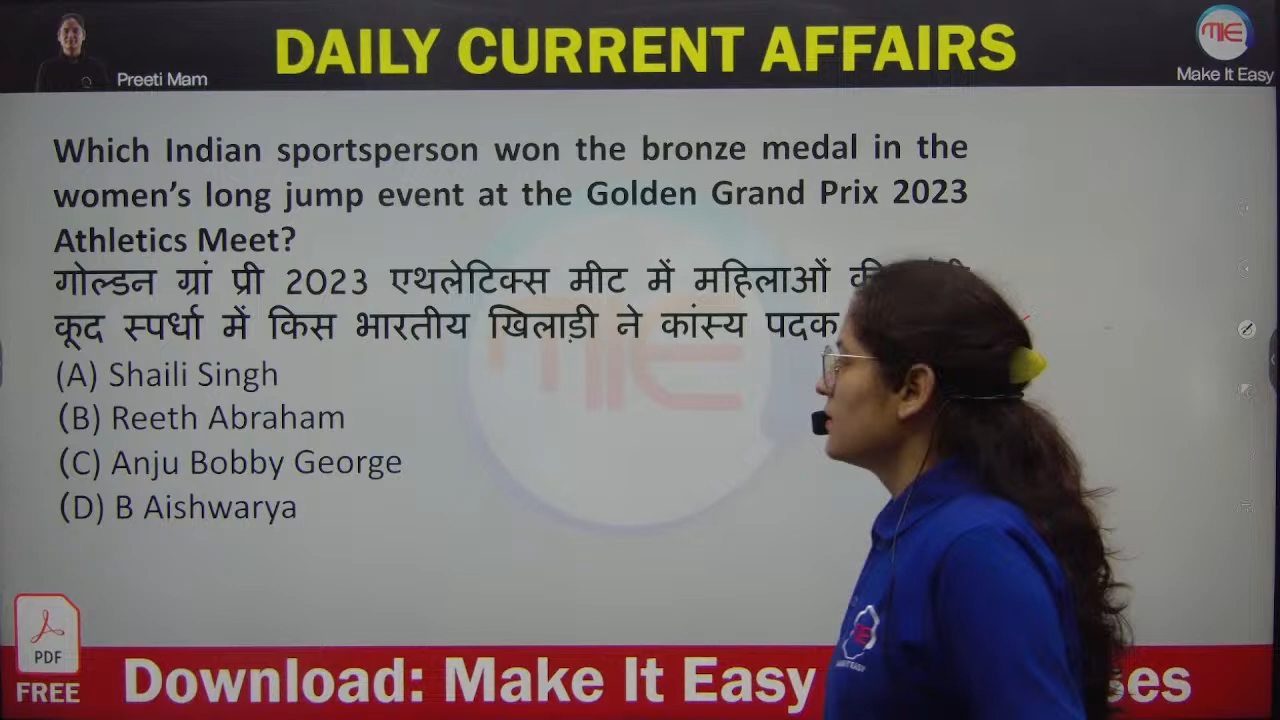 Preeti Mam
DAILY CURRENT AFFAIRS
MIE
Make It Easy
Which Indian sportsperson won the bronze medal in the
women's long jump event at the Golden Grand Prix 2023
Athletics Meet?
गोल्डन ग्रां प्री 2023 एथलेटिक्स मीट में महिलाओं
कूद स्पर्धा में किस भारतीय खिलाड़ी ने कांस्य पदक
(A) Shaili Singh
(B) Reeth Abraham
(C) Anju Bobby George
(D) B Aishwarya
MIE
PDF
FREE
Download: Make It Easy